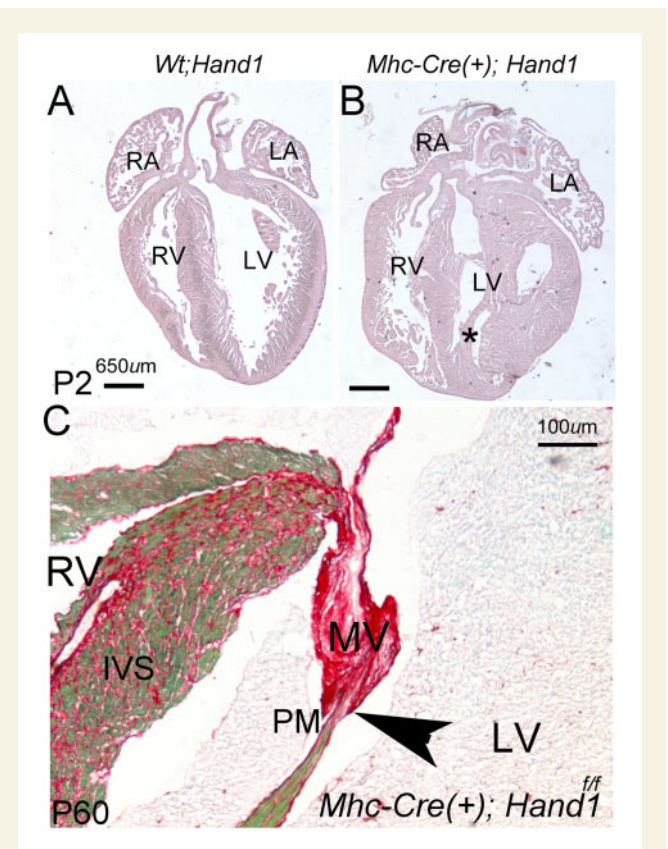 Wt;Hand1 Mhc-Cre(+); Hand1
A B
RA LA RA LA
RV LV RV LV
*
P2 650um
C 100um
RV
IVS MV
PM LV
P60 Mhc-Cre(+); Hand1f/f